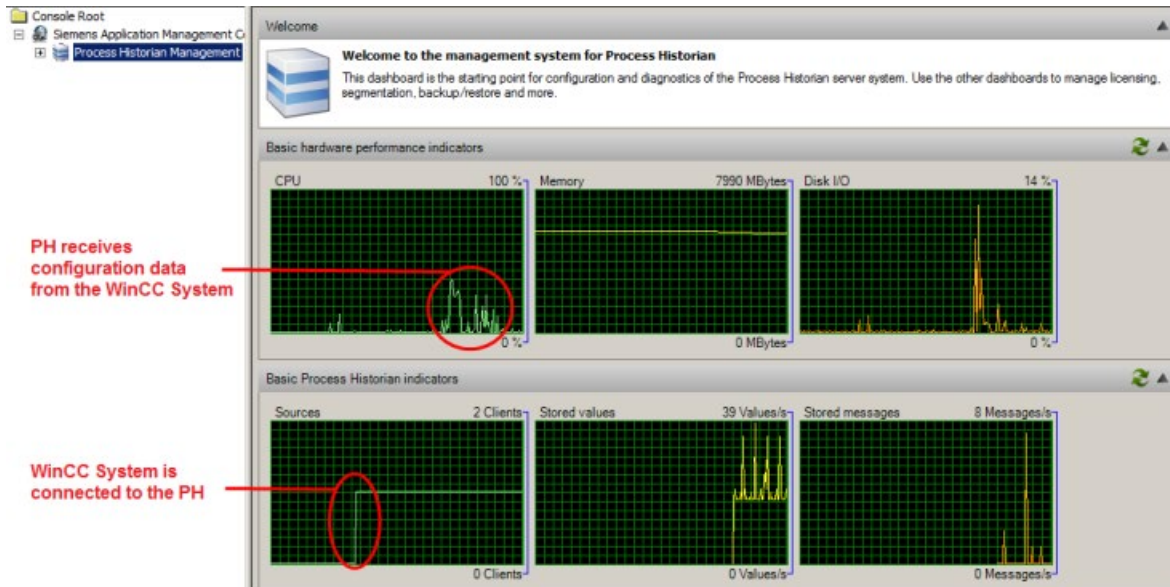 Console Root
Siemens Application Management C
Process Historian Management
Welcome
Welcome to the management system for Process Historian
This dashboard is the starting point for configuration and diagnostics of the Process Historian server system. Use the other dashboards to manage licensing,
segmentation, backup/restore and more.
Basic hardware performance indicators
CPU 100 % Memory 7990 MBytes Disk I/O 14 %
PH receives
configuration data
from the WinCC System
0 % 0 MBytes 0 %
Basic Process Historian indicators
Sources 2 Clients Stored values 39 Values/s Stored messages 8 Messages/s
WinCC System is
connected to the PH
0 Clients 0 Values/s 0 Messages/s